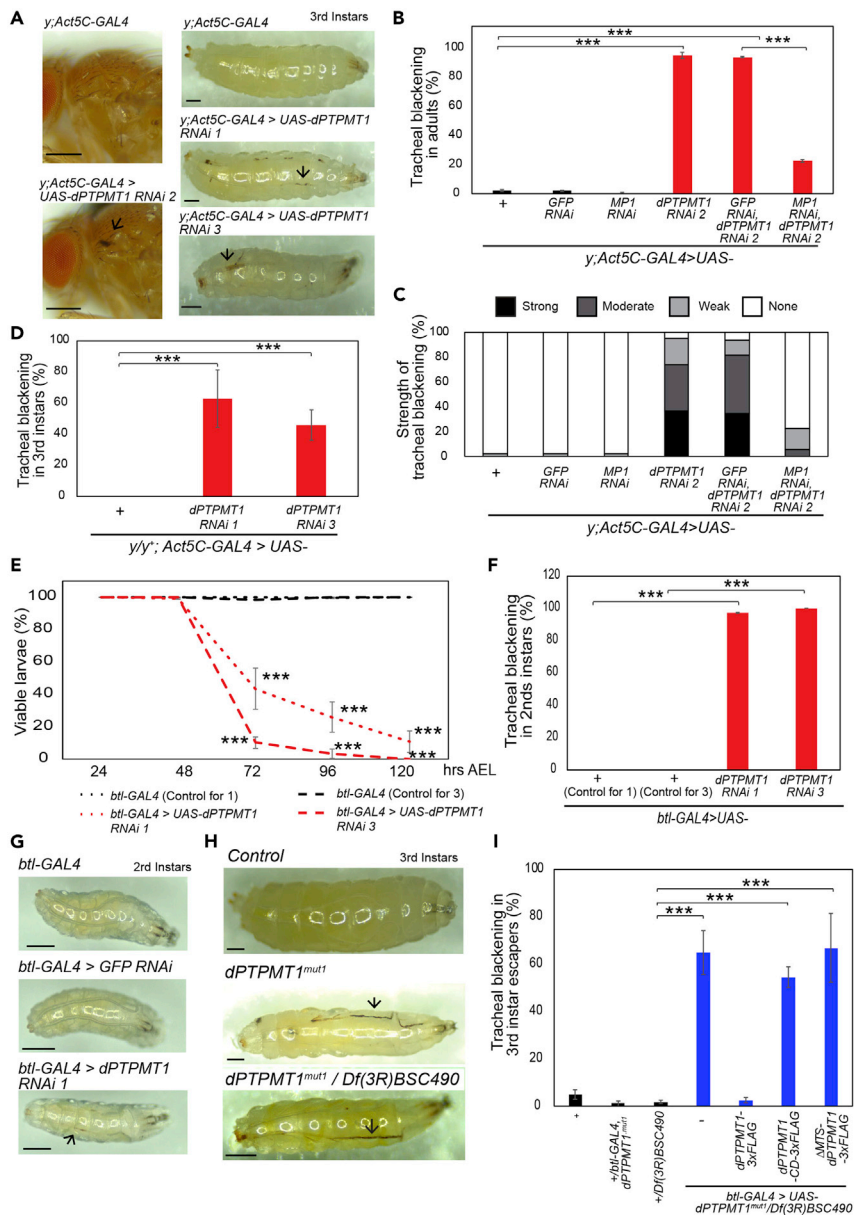 A
y;Act5C-GAL4
y;Act5C-GAL4
3rd Instars
y;Act5C-GAL4 > UAS-dPTPMT1
RNAi 1
y;Act5C-GAL4 >
UAS-dPTPMT1 RNAi 2
y;Act5C-GAL4 > UAS-dPTPMT1
RNAi 3
B
Tracheal blackening
in adults (%)
100
80
60
40
20
0
***
***
***
+
GFP
RNAi
MP1
RNAi
dPTPMT1
RNAi 2
GFP
RNAi,
dPTPMT1
RNAi 2
MP1
RNAi,
dPTPMT1
RNAi 2
y;Act5C-GAL4>UAS-
C
Strong
Moderate
Weak
None
Strength of
tracheal blackening (%)
100
80
60
40
20
0
+
GFP
RNAi
MP1
RNAi
dPTPMT1
RNAi 2
GFP
RNAi,
dPTPMT1
RNAi 2
MP1
RNAi,
dPTPMT1
RNAi 2
y;Act5C-GAL4>UAS-
D
Tracheal blackening
in 3rd instars (%)
100
80
60
40
20
0
***
***
+
dPTPMT1
RNAi 1
dPTPMT1
RNAi 3
y/y+; Act5C-GAL4 > UAS-
E
Viable larvae (%)
100
80
60
40
20
0
***
***
***
***
***
***
24
48
72
96
120
hrs AEL
btl-GAL4 (Control for 1)
btl-GAL4 (Control for 3)
btl-GAL4 > UAS-dPTPMT1
RNAi 1
btl-GAL4 > UAS-dPTPMT1
RNAi 3
F
Tracheal blackening
in 2nds instars (%)
120
100
80
60
40
20
0
***
***
+
(Control for 1)
+
(Control for 3)
dPTPMT1
RNAi 1
dPTPMT1
RNAi 3
btl-GAL4>UAS-
G
btl-GAL4
2rd Instars
btl-GAL4 > GFP RNAi
btl-GAL4 > dPTPMT1
RNAi 1
H
Control
3rd Instars
dPTPMT1mut1
dPTPMT1mut1 / Df(3R)BSC490
I
Tracheal blackening in
3rd instar escapers (%)
100
80
60
40
20
0
***
***
***
+
+/btl-GAL4,
dPTPMT1mut1
+/Df(3R)BSC490
-
dPTPMT1-
3xFLAG
dPTPMT1
-CD-3xFLAG
ΔMTS-
dPTPMT1
-3xFLAG
btl-GAL4 > UAS-
dPTPMT1mut1/Df(3R)BSC490